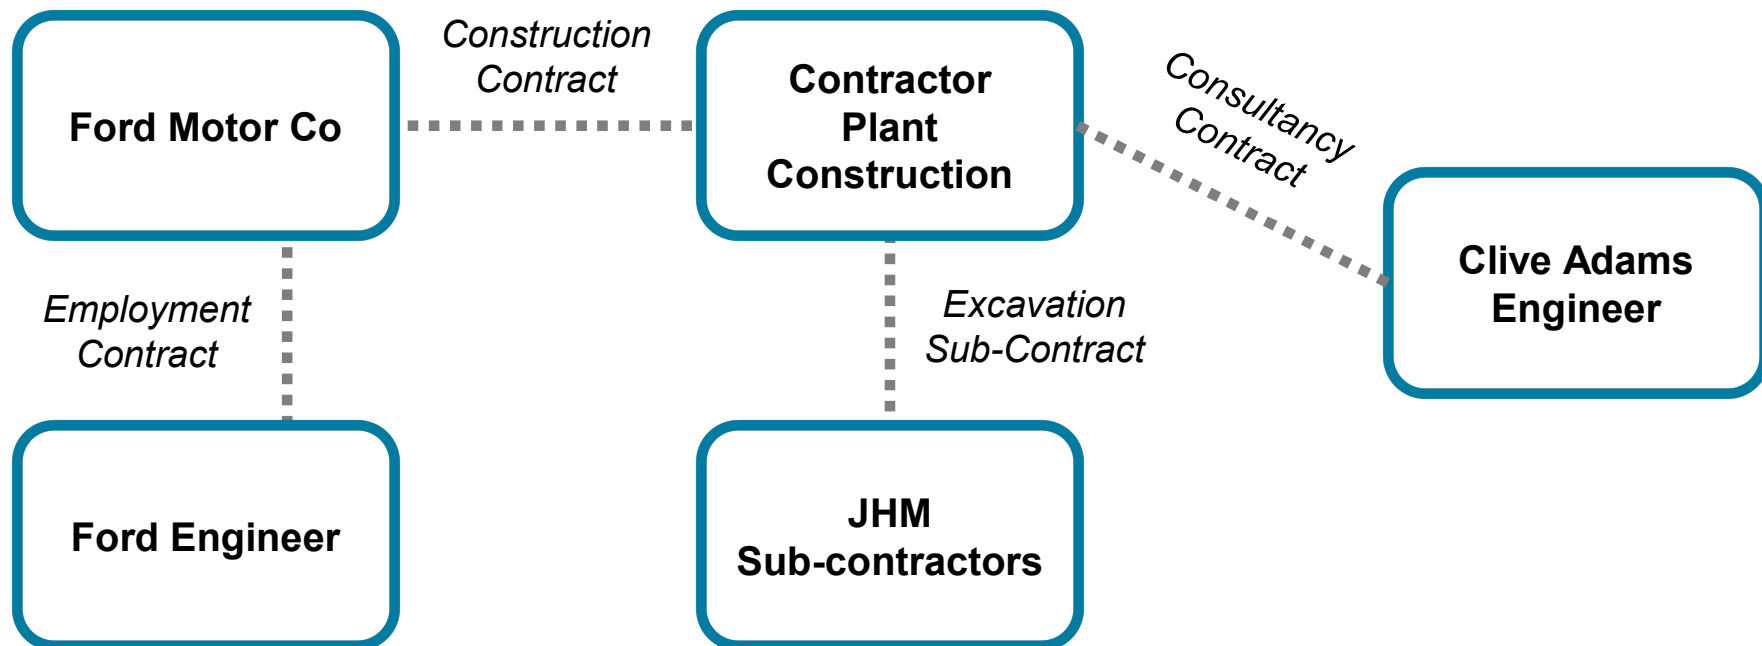 Ford Motor Co
Construction
Contract
Contractor
Plant
Construction
Consultancy
Contract
Clive Adams
Engineer
Employment
Contract
Excavation
Sub-Contract
Ford Engineer
JHM
Sub-contractors